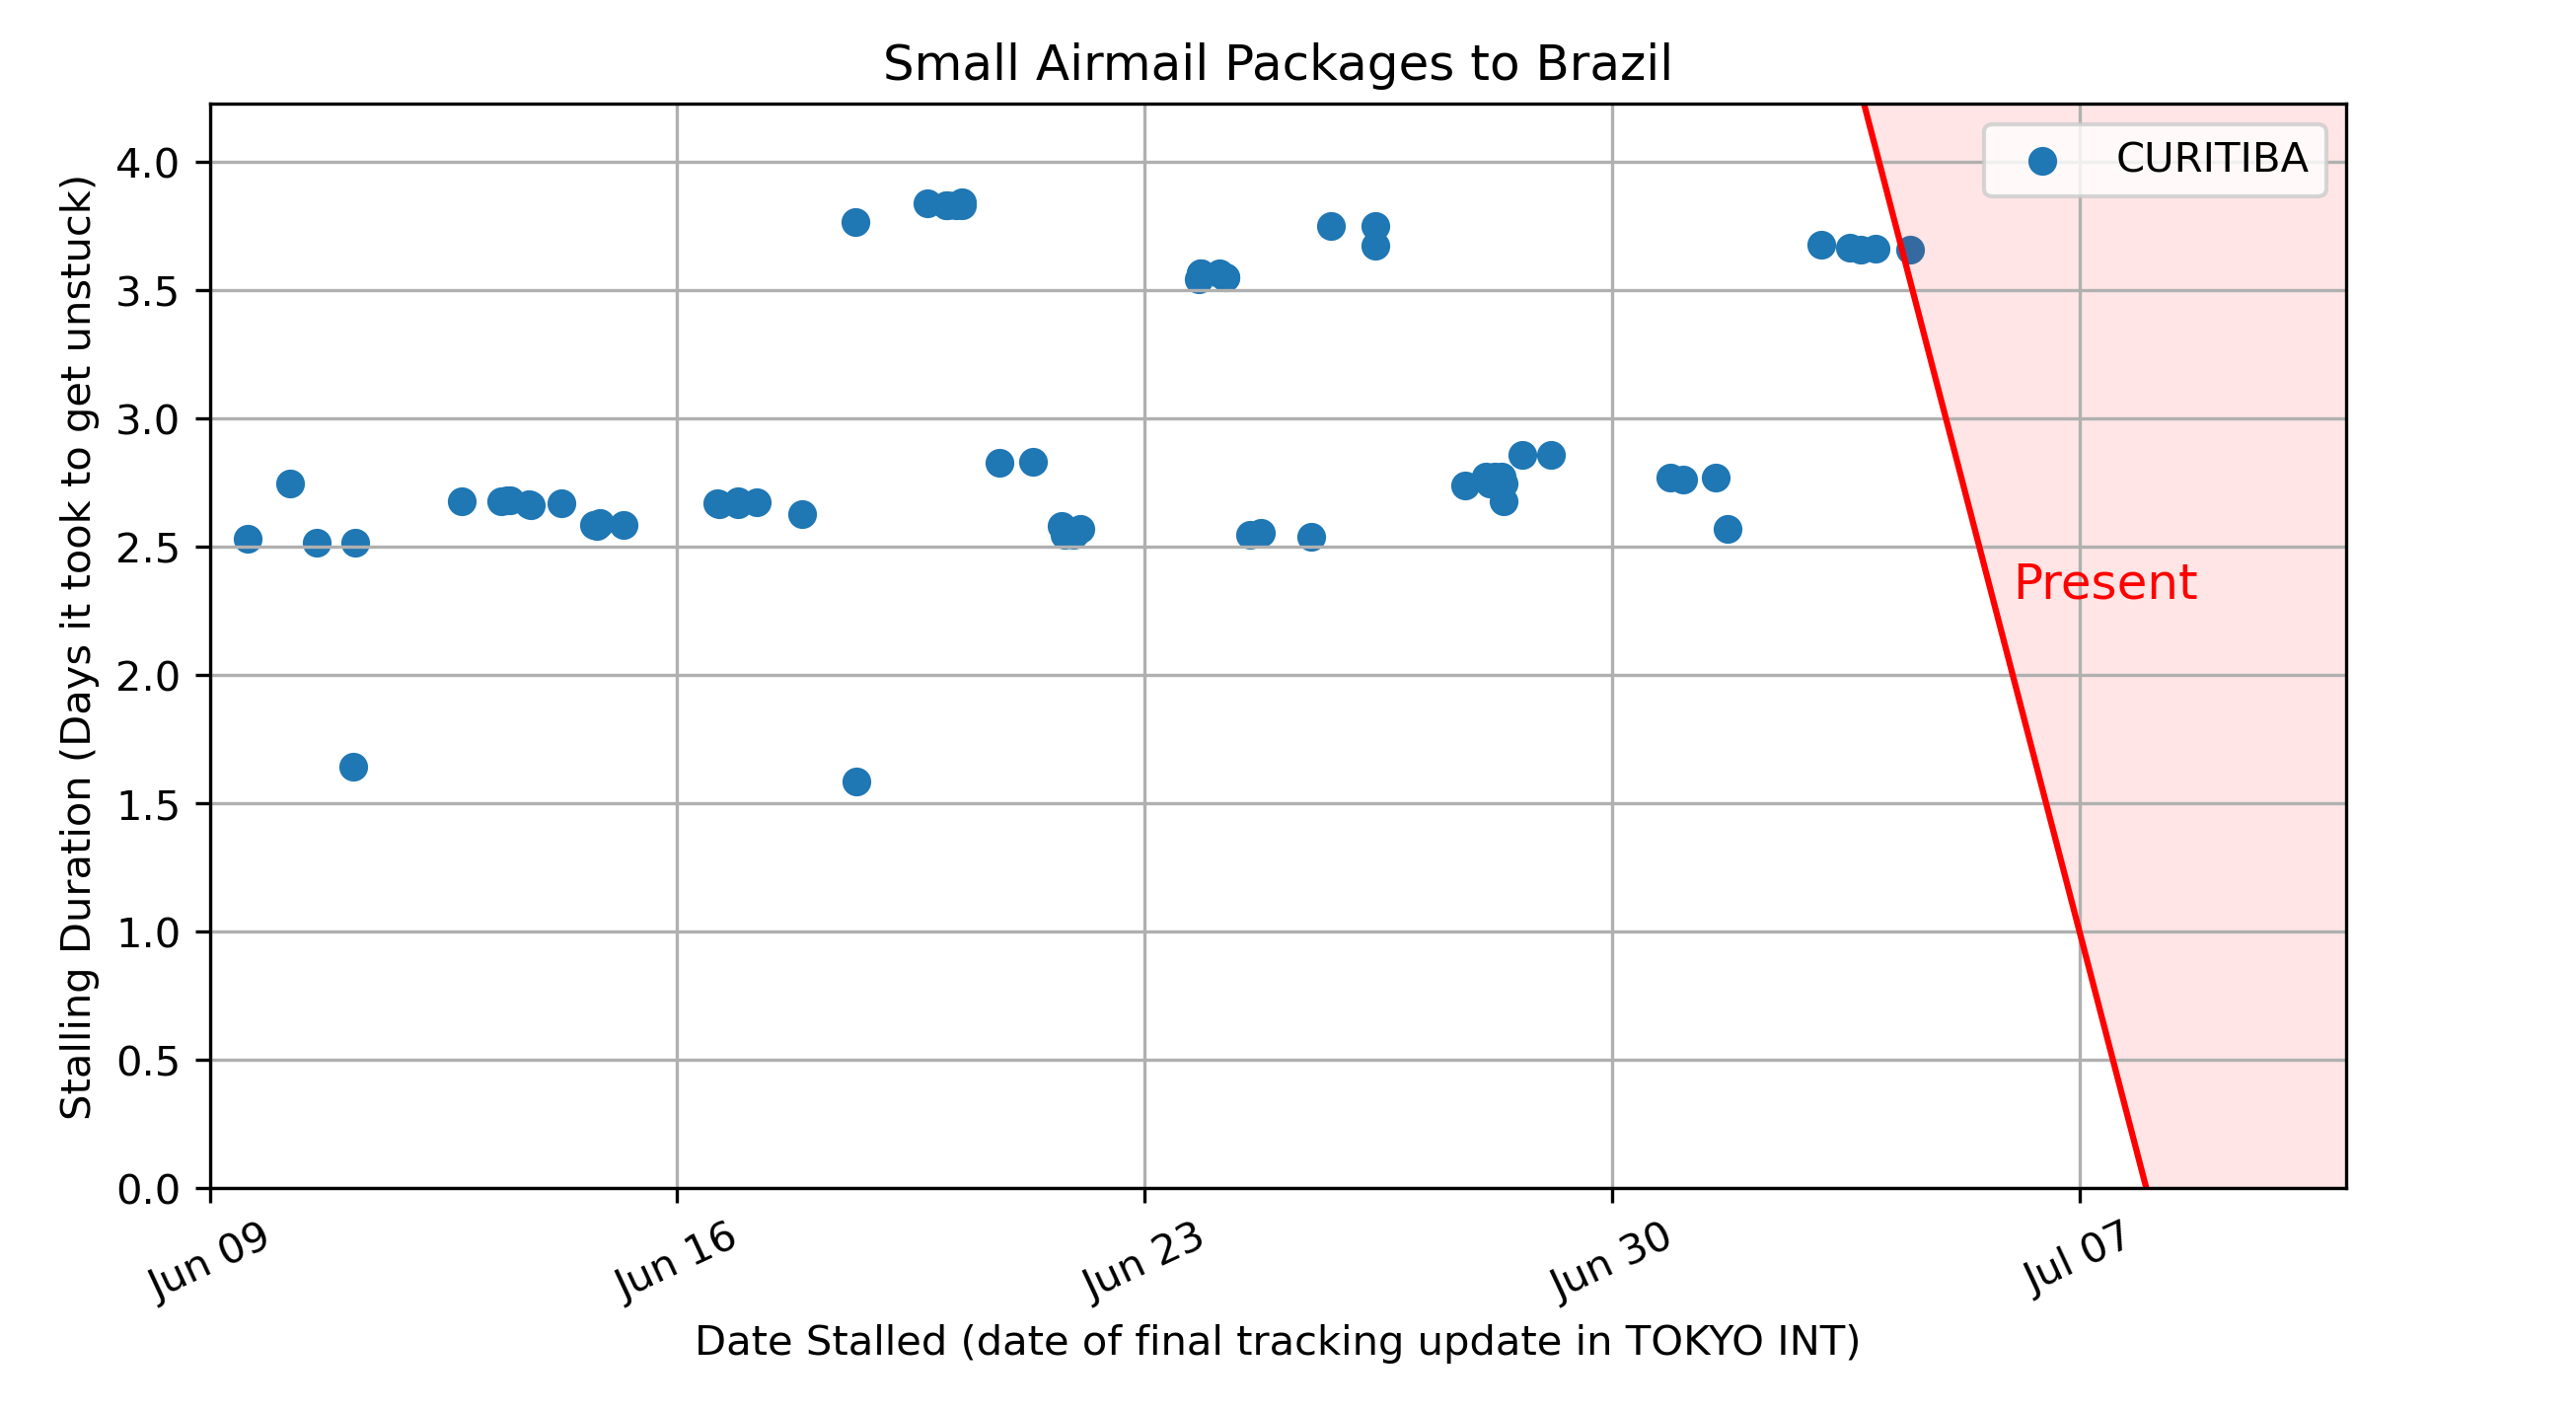 Small Airmail Packages to Brazil
Stalling Duration (Days it took to get unstuck)
4.0
3.5
3.0
2.5
2.0
1.5
1.0
0.5
0.0
CURITIBA
Present
Jun 09
Jun 16
Jun 23
Jun 30
Jul 07
Date Stalled (date of final tracking update in TOKYO INT)